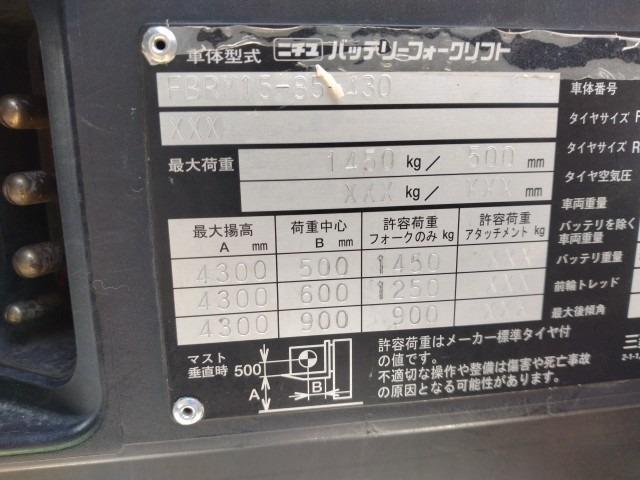 車体型式 ニチユ バッテリーフォークリフト
XXX
車体番号
タイヤサイズ F
タイヤサイズ R
タイヤ空気圧
車両重量
バッテリを除く
車両重量
バッテリ重量
前輪トレッド
最大後傾角
最大荷重 1450 kg/ 500 mm
XXX kg/ XXX mm
最大揚高 A mm 荷重中心 B mm 許容荷重 フォークのみ kg 許容荷重 アタッチメント kg
4300 500 1450 XXX
4300 600 1250 XXX
4300 900 900 XXX
マスト
垂直時 500
A
B
許容荷重はメーカー標準タイヤ付
の値です。
不適切な操作や整備は傷害や死亡事故
の原因となる可能性があります。